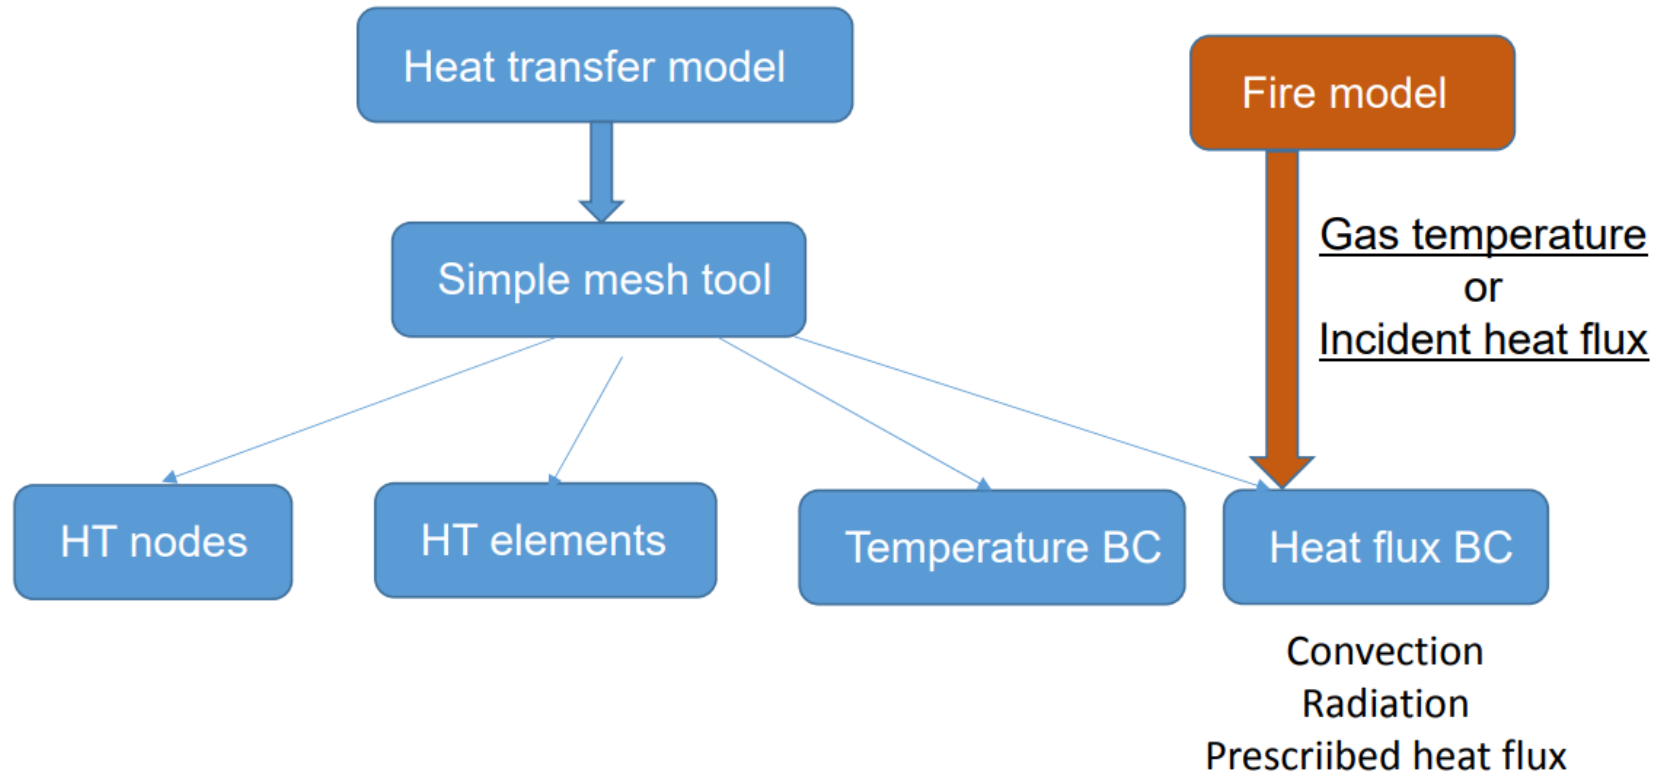 Heat transfer model
Fire model
Simple mesh tool
Gas temperature
or
Incident heat flux
HT nodes
HT elements
Temperature BC
Heat flux BC
Convection
Radiation
Prescriibed heat flux